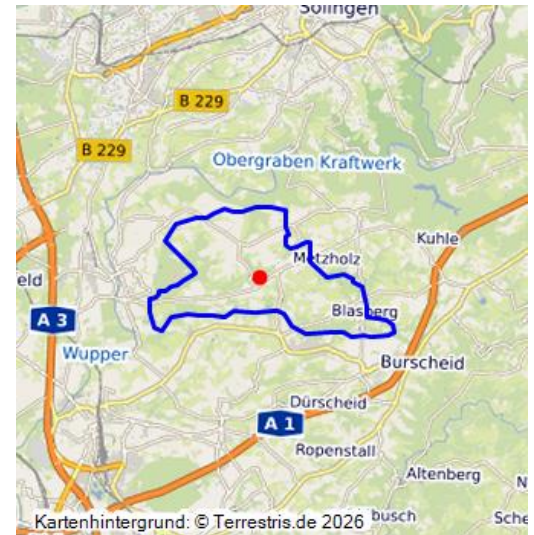 Solingen
B 229
B 229
Obergraben Kraftwerk
Kuhle
Metzholz
eld
A 3
Blasberg
Wupper
Burscheid
Dürscheid
A 1
Ropenstall
Altenberg
N
busch
Sche
Kartenhintergrund: © Terrestris.de 2026